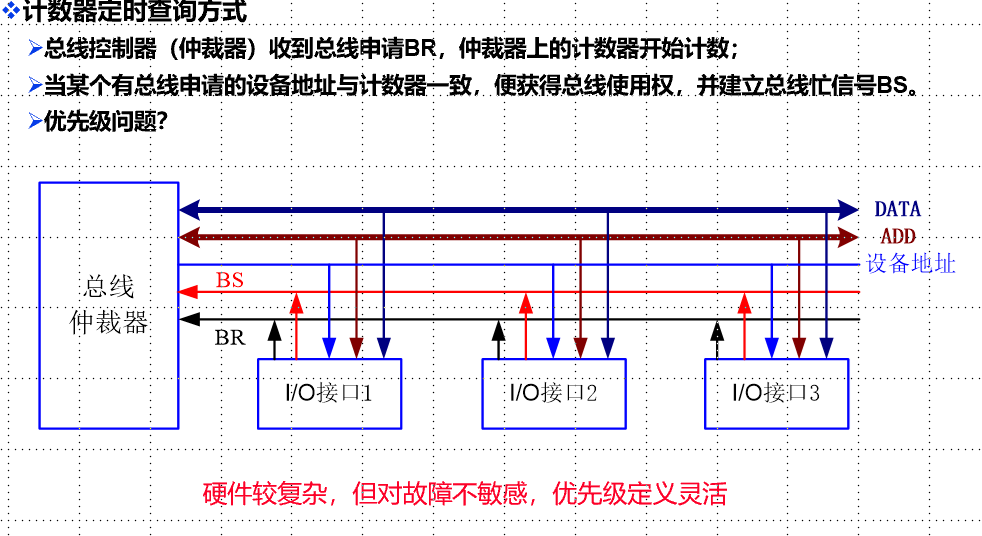 ❖计数器定时查询方式
➢总线控制器（仲裁器）收到总线申请BR，仲裁器上的计数器开始计数；
➢当某个有总线申请的设备地址与计数器一致，便获得总线使用权，并建立总线忙信号BS。
➢优先级问题？
DATA
ADD
设备地址
BS
BR
总线
仲裁器
I/O接口1
I/O接口2
I/O接口3
硬件较复杂，但对故障不敏感，优先级定义灵活